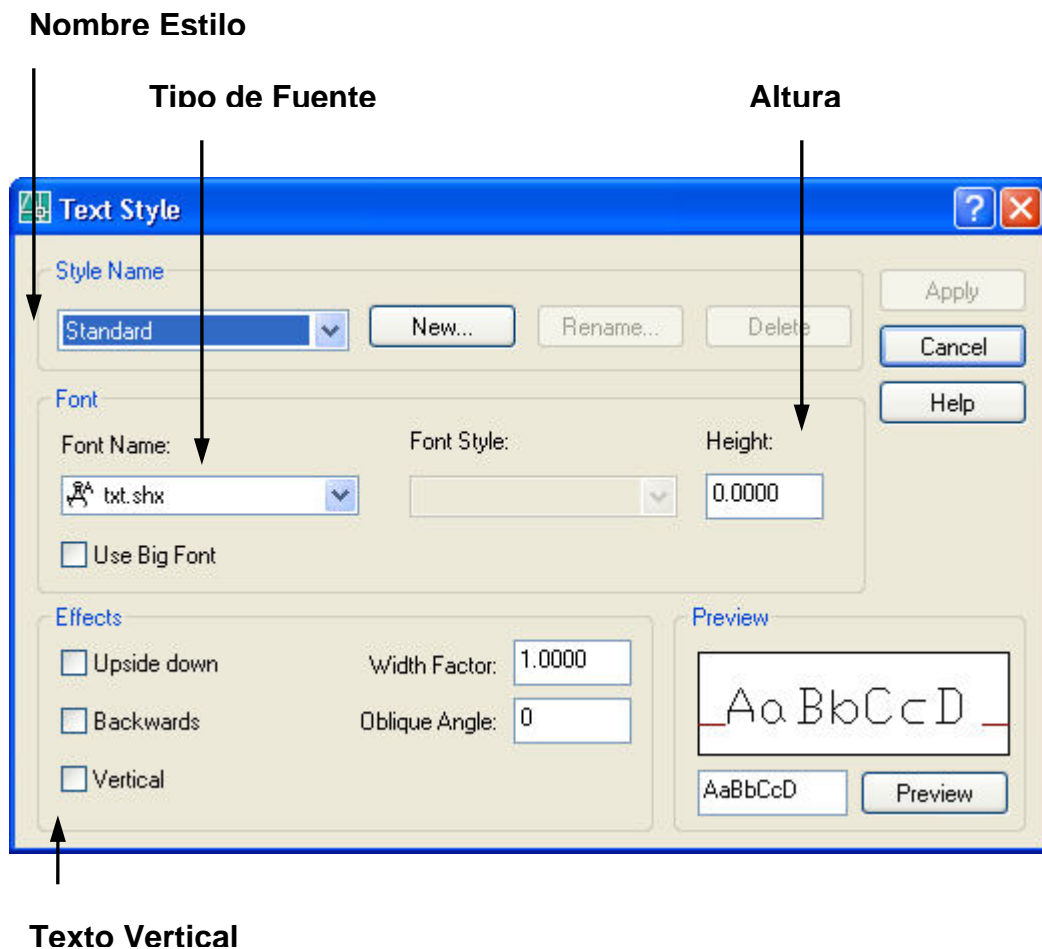 Nombre Estilo
Tipo de Fuente
Altura
Text Style
Style Name
Standard
New...
Rename...
Delete
Apply
Cancel
Help
Font
Font Name:
Font Style:
Height:
txt.shx
0.0000
Use Big Font
Effects
Upside down
Width Factor:
1.0000
Backwards
Oblique Angle:
0
Vertical
Preview
AaBbCcD
AaBbCcD
Preview
Texto Vertical